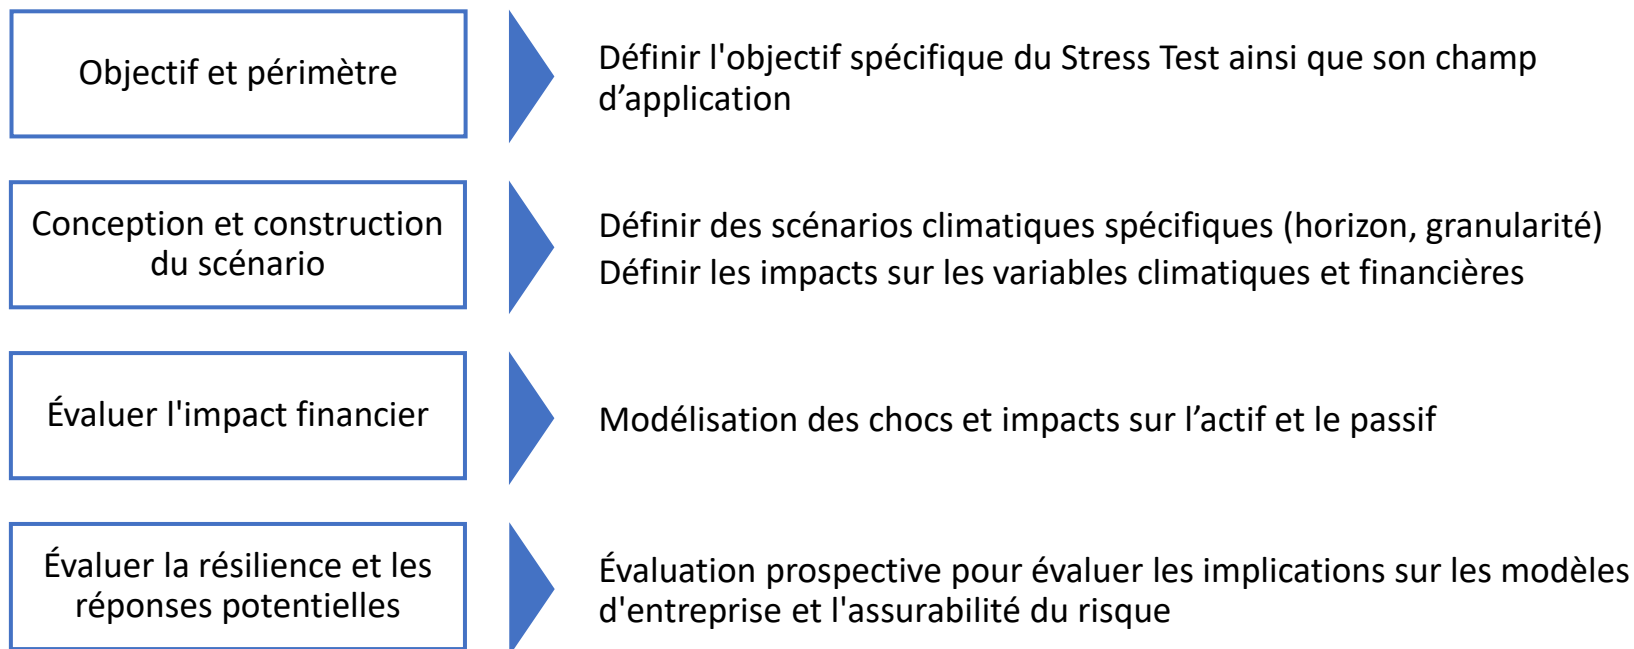 Objectif et périmètre
Définir l'objectif spécifique du Stress Test ainsi que son champ
d’application
Conception et construction
du scénario
Définir des scénarios climatiques spécifiques (horizon, granularité)
Définir les impacts sur les variables climatiques et financières
Évaluer l'impact financier
Modélisation des chocs et impacts sur l’actif et le passif
Évaluer la résilience et les
réponses potentielles
Évaluation prospective pour évaluer les implications sur les modèles
d'entreprise et l'assurabilité du risque